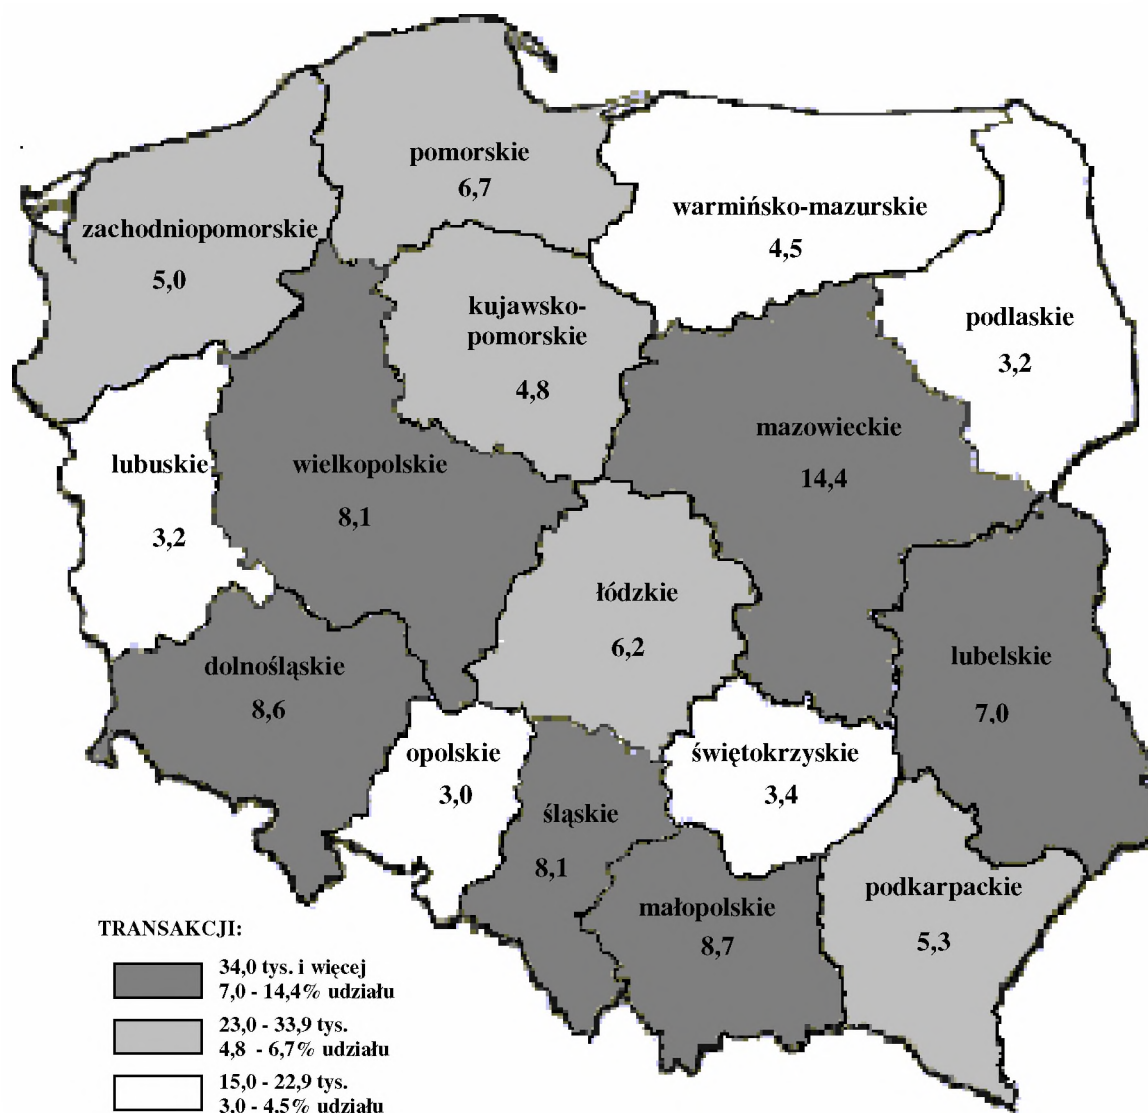 pomorskie
6,7
warmińsko-mazurskie
4,5
zachodniopomorskie
5,0
kujawsko-
pomorskie
4,8
podlaskie
3,2
mazowieckie
14,4
lubuskie
3,2
wielkopolskie
8,1
łódzkie
6,2
lubelskie
7,0
dolnośląskie
8,6
opolskie
3,0
śląskie
8,1
świętokrzyskie
3,4
małopolskie
8,7
podkarpackie
5,3
TRANSAKCJI:
34,0 tys. i więcej
7,0 - 14,4% udziału
23,0 - 33,9 tys.
4,8 - 6,7% udziału
15,0 - 22,9 tys.
3,0 - 4,5% udziału